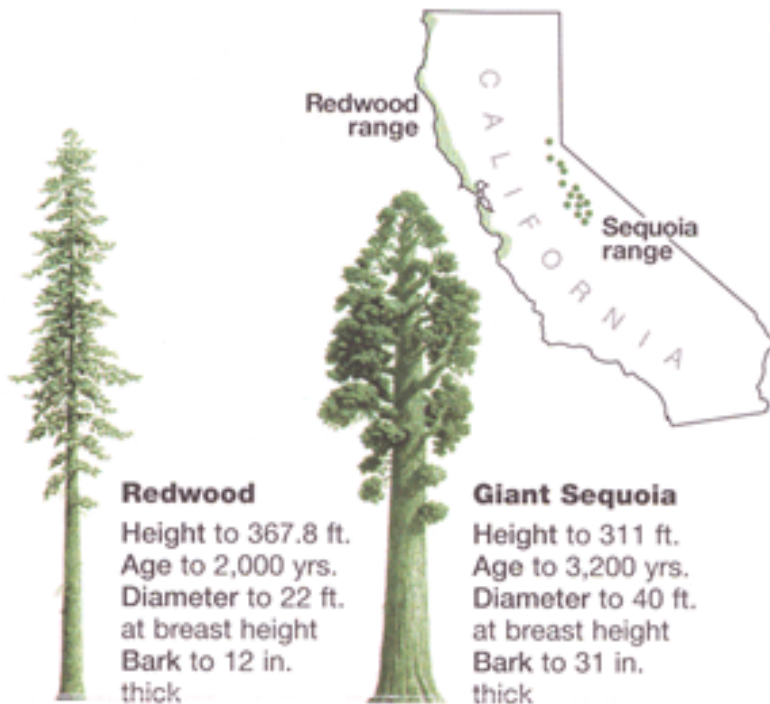 CALIFORNIA
Redwood
range
Sequoia
range
Redwood
Height to 367.8 ft.
Age to 2,000 yrs.
Diameter to 22 ft.
at breast height
Bark to 12 in.
thick
Giant Sequoia
Height to 311 ft.
Age to 3,200 yrs.
Diameter to 40 ft.
at breast height
Bark to 31 in.
thick